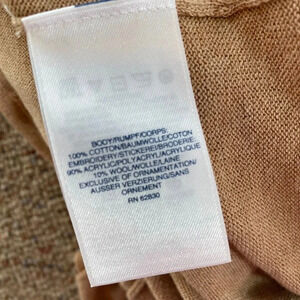 BODY/RUMPF/CORPS:
100% COTTON/BAUMWOLLE/COTON
EMBROIDERY/STICKEREI/BRODERIE:
90% ACRYLIC/POLYACRYL/ACRYLIQUE
10% WOOL/WOLLE/LAINE
EXCLUSIVE OF ORNAMENTATION/
AUSSER VERZIERUNG/SANS
ORNEMENT
RN 62830